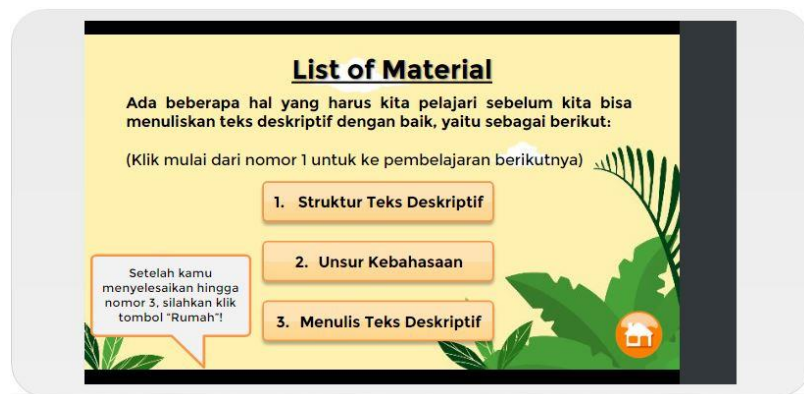 List of Material
Ada beberapa hal yang harus kita pelajari sebelum kita bisa
menuliskan teks deskriptif dengan baik, yaitu sebagai berikut:
(Klik mulai dari nomor 1 untuk ke pembelajaran berikutnya)
1. Struktur Teks Deskriptif
2. Unsur Kebahasaan
3. Menulis Teks Deskriptif
Setelah kamu
menyelesaikan hingga
nomor 3, silahkan klik
tombol "Rumah"!